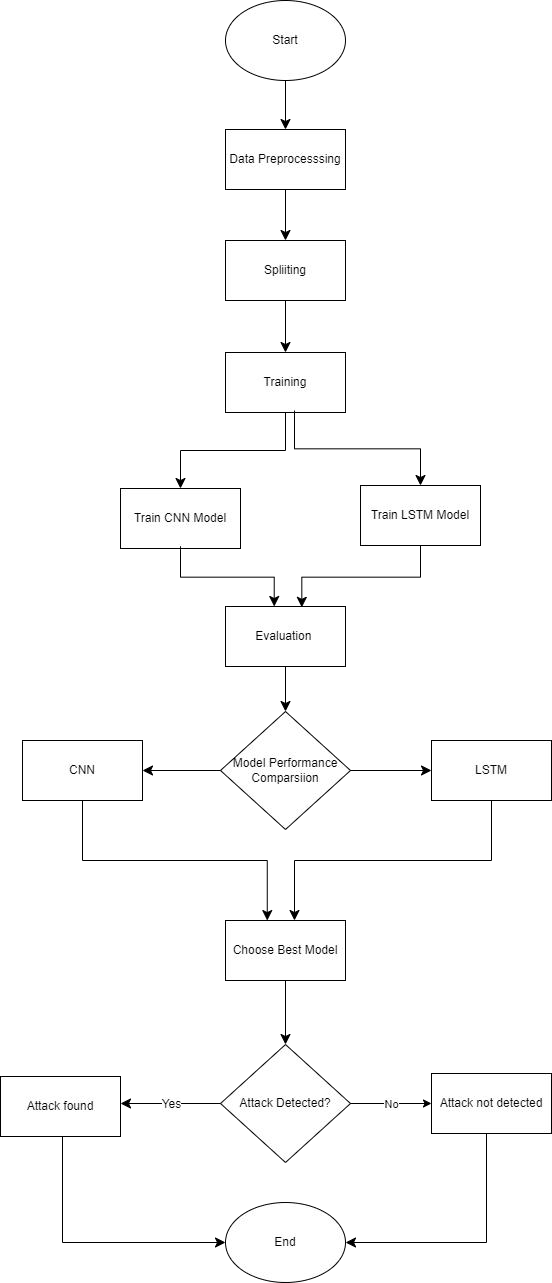 Start
Data Preprocesssing
Spliiting
Training
Train CNN Model
Train LSTM Model
Evaluation
Model Performance
Comparsiion
CNN
LSTM
Choose Best Model
Attack Detected?
Yes
No
Attack found
Attack not detected
End